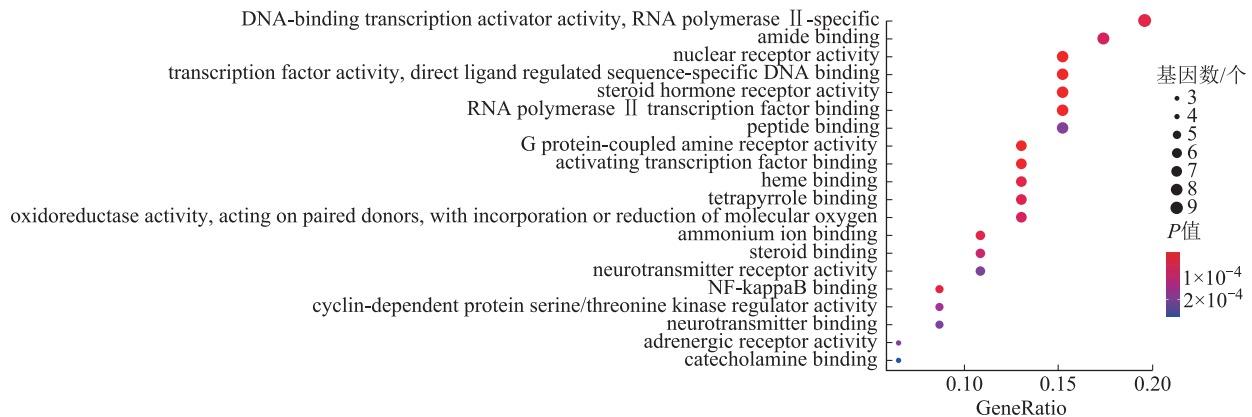 DNA-binding transcription activator activity, RNA polymerase Ⅱ-specific
amide binding
nuclear receptor activity
transcription factor activity, direct ligand regulated sequence-specific DNA binding
steroid hormone receptor activity
RNA polymerase Ⅱ transcription factor binding
peptide binding
G protein-coupled amine receptor activity
activating transcription factor binding
heme binding
tetrapyrrole binding
oxidoreductase activity, acting on paired donors, with incorporation or reduction of molecular oxygen
ammonium ion binding
steroid binding
neurotransmitter receptor activity
NF-kappaB binding
cyclin-dependent protein serine/threonine kinase regulator activity
neurotransmitter binding
adrenergic receptor activity
catecholamine binding
0.10 0.15 0.20
GeneRatio
基因数/个
3
4
5
6
7
8
9
P值
1×10⁻⁴
2×10⁻⁴